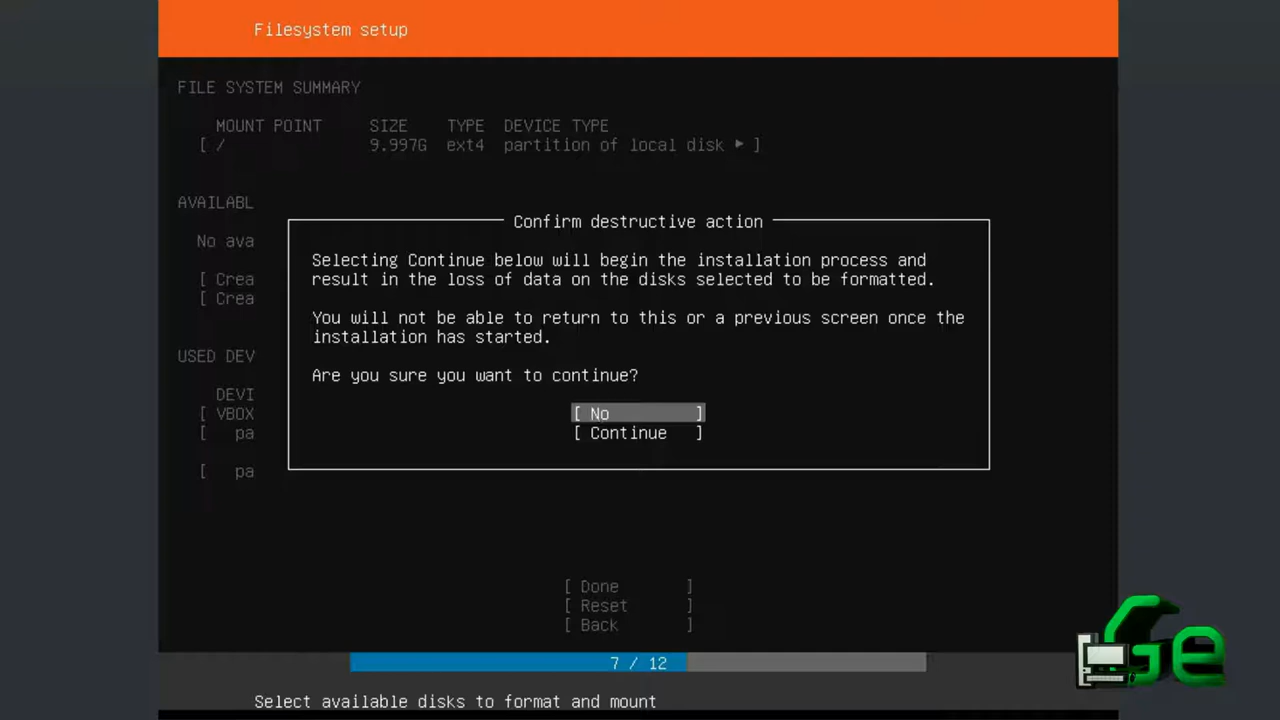 Filesystem setup
FILE SYSTEM SUMMARY
MOUNT POINT SIZE TYPE DEVICE TYPE
[ / 9.997G ext4 partition of local disk ▸ ]
AVAILABL
No ava
[ Crea
[ Crea
USED DEV
DEVI
[ VBOX
[ pa
[ pa
Confirm destructive action
Selecting Continue below will begin the installation process and
result in the loss of data on the disks selected to be formatted.
You will not be able to return to this or a previous screen once the
installation has started.
Are you sure you want to continue?
[ No ]
[ Continue ]
[ Done ]
[ Reset ]
[ Back ]
7 / 12
Select available disks to format and mount
Ge